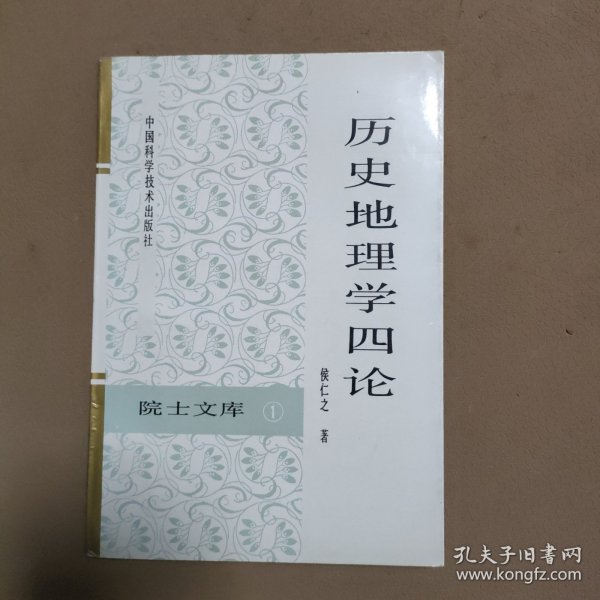 历史地理学四论
侯仁之 著
中国科学技术出版社
院士文库 ①
孔夫子旧书网
www.kongfz.com